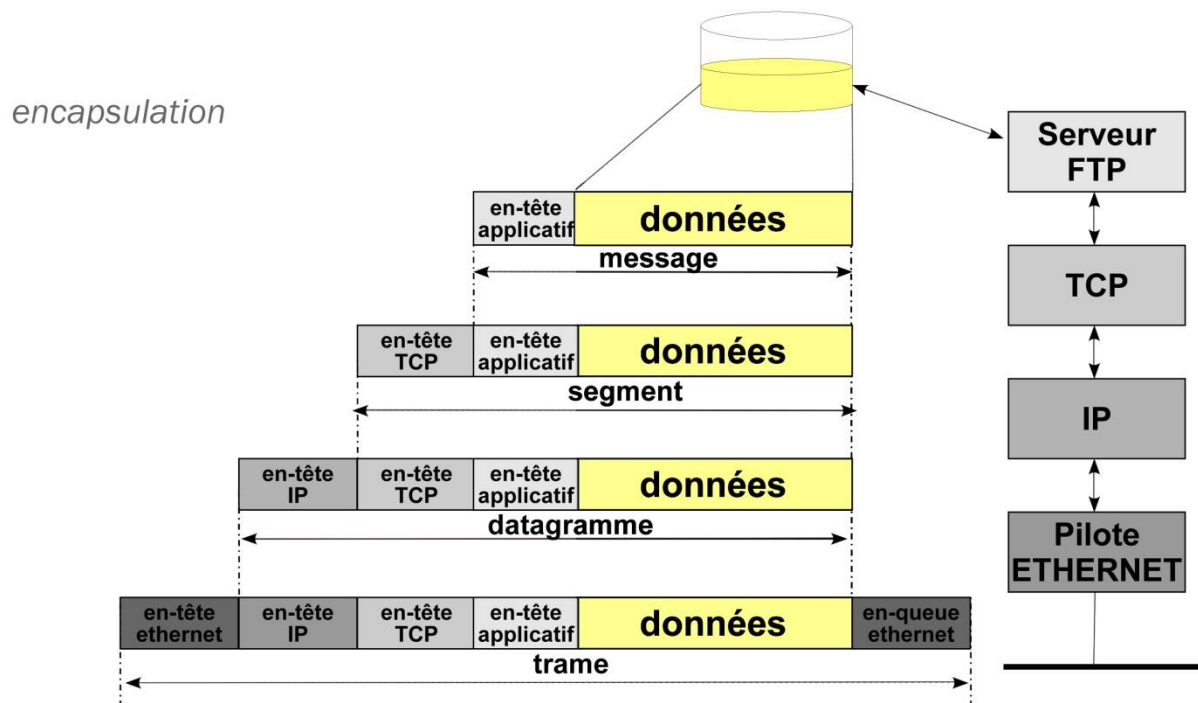 encapsulation
Serveur
FTP
en-tête
applicatif
données
message
TCP
en-tête
TCP
en-tête
applicatif
données
segment
IP
en-tête
IP
en-tête
TCP
en-tête
applicatif
données
datagramme
Pilote
ETHERNET
en-tête
ethernet
en-tête
IP
en-tête
TCP
en-tête
applicatif
données
en-queue
ethernet
trame